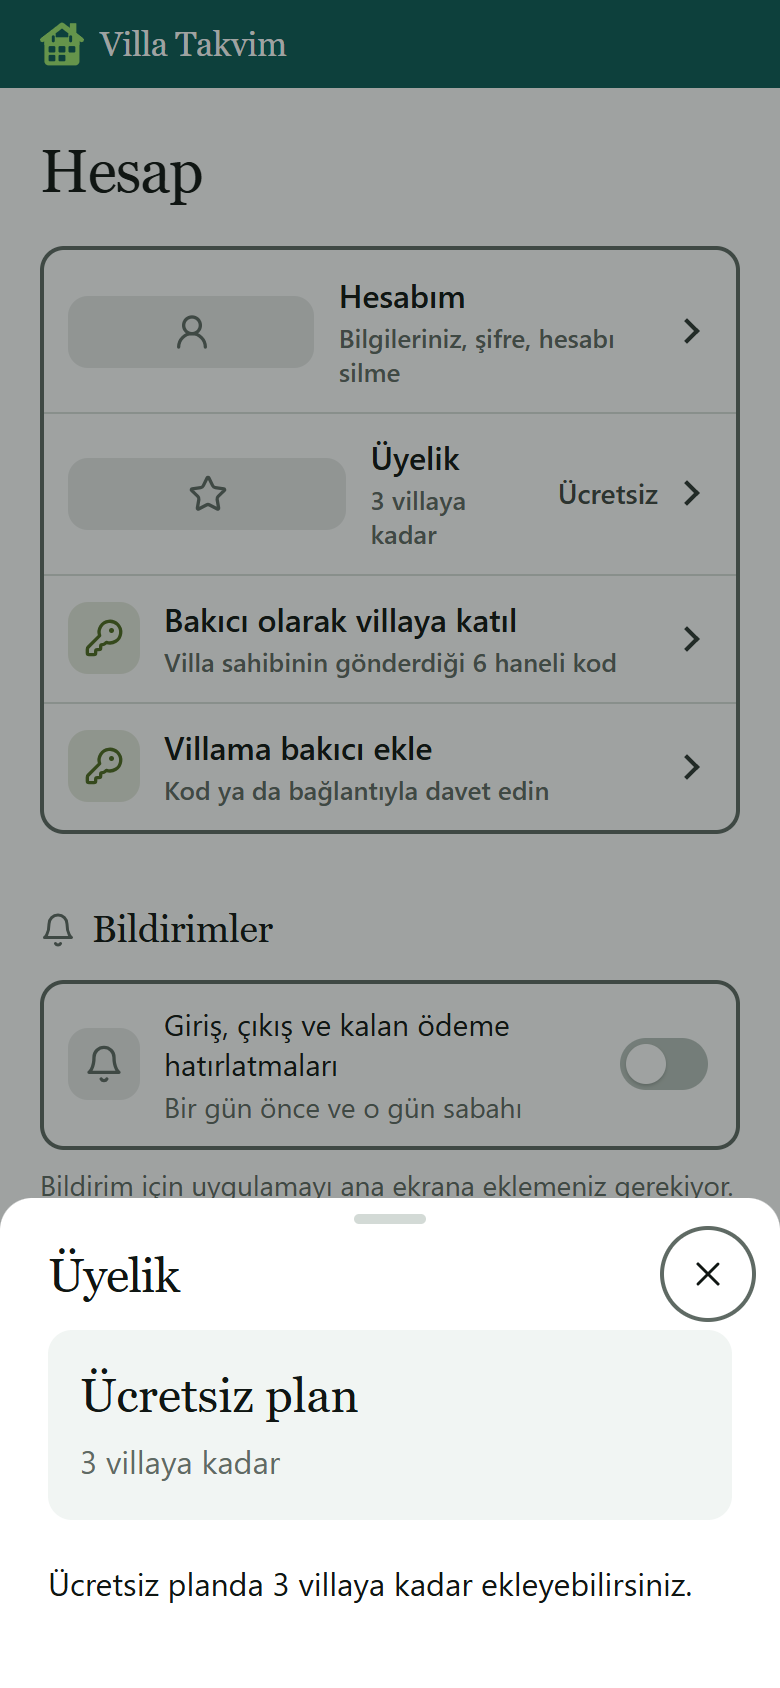 Villa Takvim
Hesap
Hesabım
Bilgileriniz, şifre, hesabı
silme
Üyelik
3 villaya
kadar
Ücretsiz
Bakıcı olarak villaya katıl
Villa sahibinin gönderdiği 6 haneli kod
Villama bakıcı ekle
Kod ya da bağlantıyla davet edin
Bildirimler
Giriş, çıkış ve kalan ödeme
hatırlatmaları
Bir gün önce ve o gün sabahı
Bildirim için uygulamayı ana ekrana eklemeniz gerekiyor.
Üyelik
Ücretsiz plan
3 villaya kadar
Ücretsiz planda 3 villaya kadar ekleyebilirsiniz.